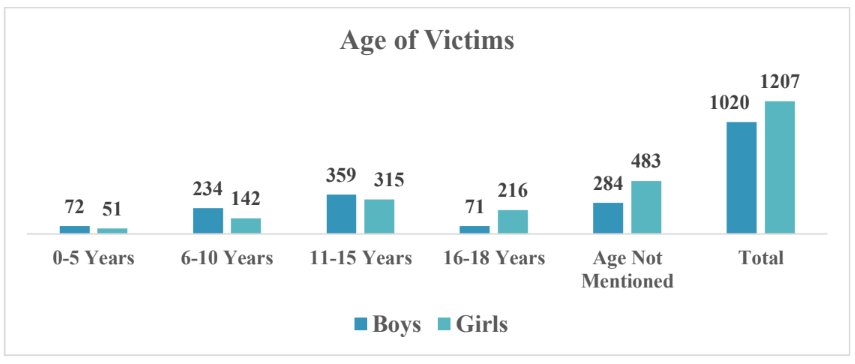 Age of Victims
72 51 234 142 359 315 71 216 284 483 1020 1207
0-5 Years 6-10 Years 11-15 Years 16-18 Years Age Not Mentioned Total
Boys Girls